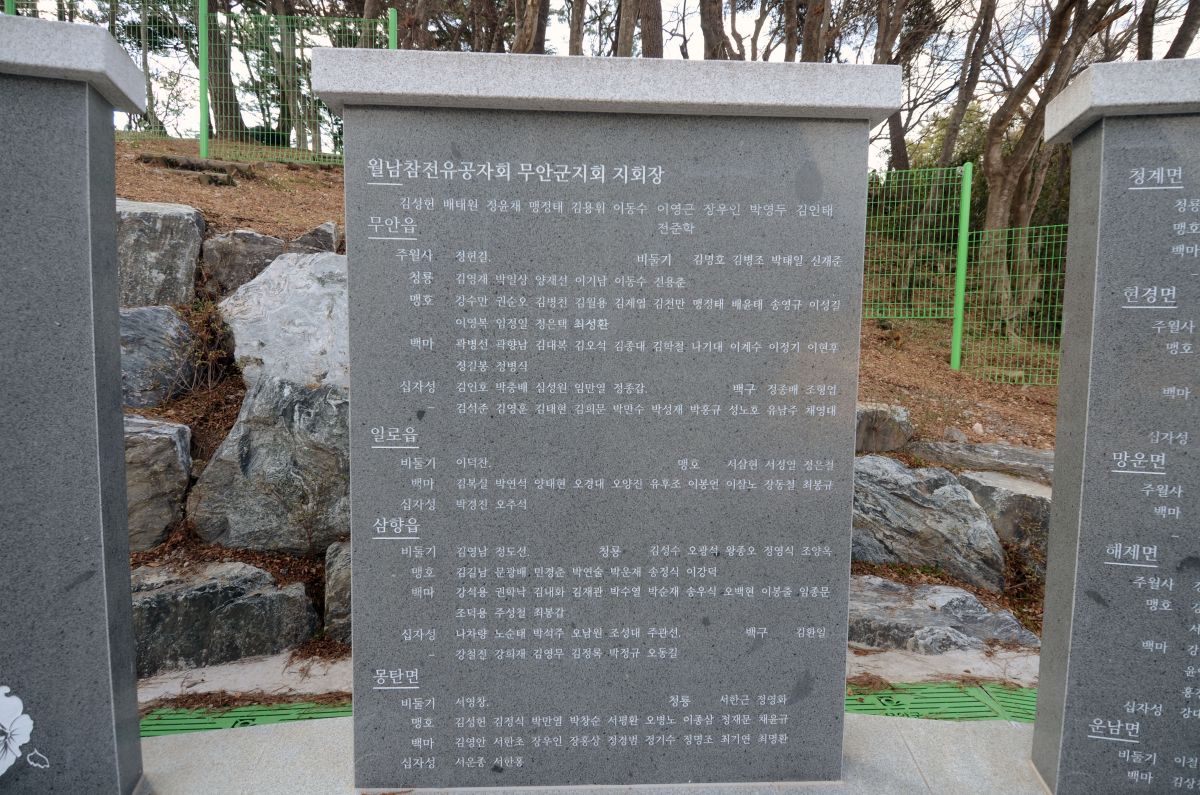 월남참전유공자회 무안군지회 지회장
김성헌 배태원 정윤재 맹정태 김용휘 이동수 이영근 장우인 박영두 김인태
전준학
무안읍
주월사 정헌길. 비둘기 김명호 김병조 박태일 신재준
청룡 김영재 박일상 양재선 이기남 이동수 전용춘
맹호 강수만 권순오 김병천 김월용 김제엽 김천만 맹정태 배윤태 송영규 이성길
이영복 임정일 정은택 최성환
백마 곽병선 곽향남 김대복 김오석 김종대 김학철 나기대 이계수 이정기 이현후
정길봉 정병식
십자성 김인호 박충배 심성원 임만열 정종갑. 백구 정종배 조형엽
– 김석준 김영훈 김태현 김희문 박만수 박성재 박홍규 성노호 유남주 채영대
일로읍
비둘기 이덕찬. 맹호 서삼현 서정열 정은철
백마 김복실 박연석 양태현 오경대 오양진 유후조 이봉연 이살노 장동철 최봉규
십자성 박경진 오주석
삼향읍
비둘기 김영남 정도선. 청룡 김성수 오광석 왕종오 정영식 조양옥
맹호 김길남 문광배 민경춘 박연술 박운재 송정식 이강덕
백마 강석용 권학낙 김내화 김재관 박수열 박순재 송우식 오백현 이봉출 임종문
조덕용 주성철 최봉갑
십자성 나차량 노순태 박석주 오남원 조성대 주관선. 백구 김환일
– 강철진 강희재 김영무 김정록 박정규 오동길
몽탄면
비둘기 서영창. 청룡 서한근 정영화
맹호 김성헌 김정식 박만열 박창순 서평환 오병노 이종삼 정재문 채윤규
백마 김영안 서한초 장우인 장홍상 정검범 정기수 정명조 최기연 최명환
십자성 서운종 서한홍
청계면
청룡
맹호
백마
현경면
주월사
맹호
백마
십자성
망운면
주월사
백마
–
해제면
주월사
맹호
백마
십자성
운남면
비둘기
백마